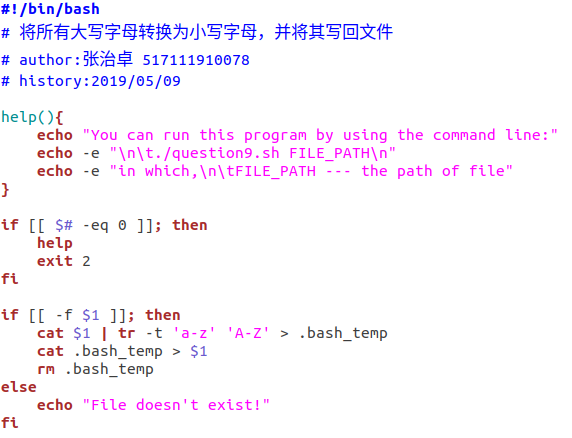 #!/bin/bash
# 将所有大写字母转换为小写字母，并将其写回文件
# author:张治卓 517111910078
# history:2019/05/09

help(){
    echo "You can run this program by using the command line:"
    echo -e "\n\t./question9.sh FILE_PATH\n"
    echo -e "in which,\n\tFILE_PATH --- the path of file"
}

if [[ $# -eq 0 ]]; then
    help
    exit 2
fi

if [[ -f $1 ]]; then
    cat $1 | tr -t 'a-z' 'A-Z' > .bash_temp
    cat .bash_temp > $1
    rm .bash_temp
else
    echo "File doesn't exist!"
fi